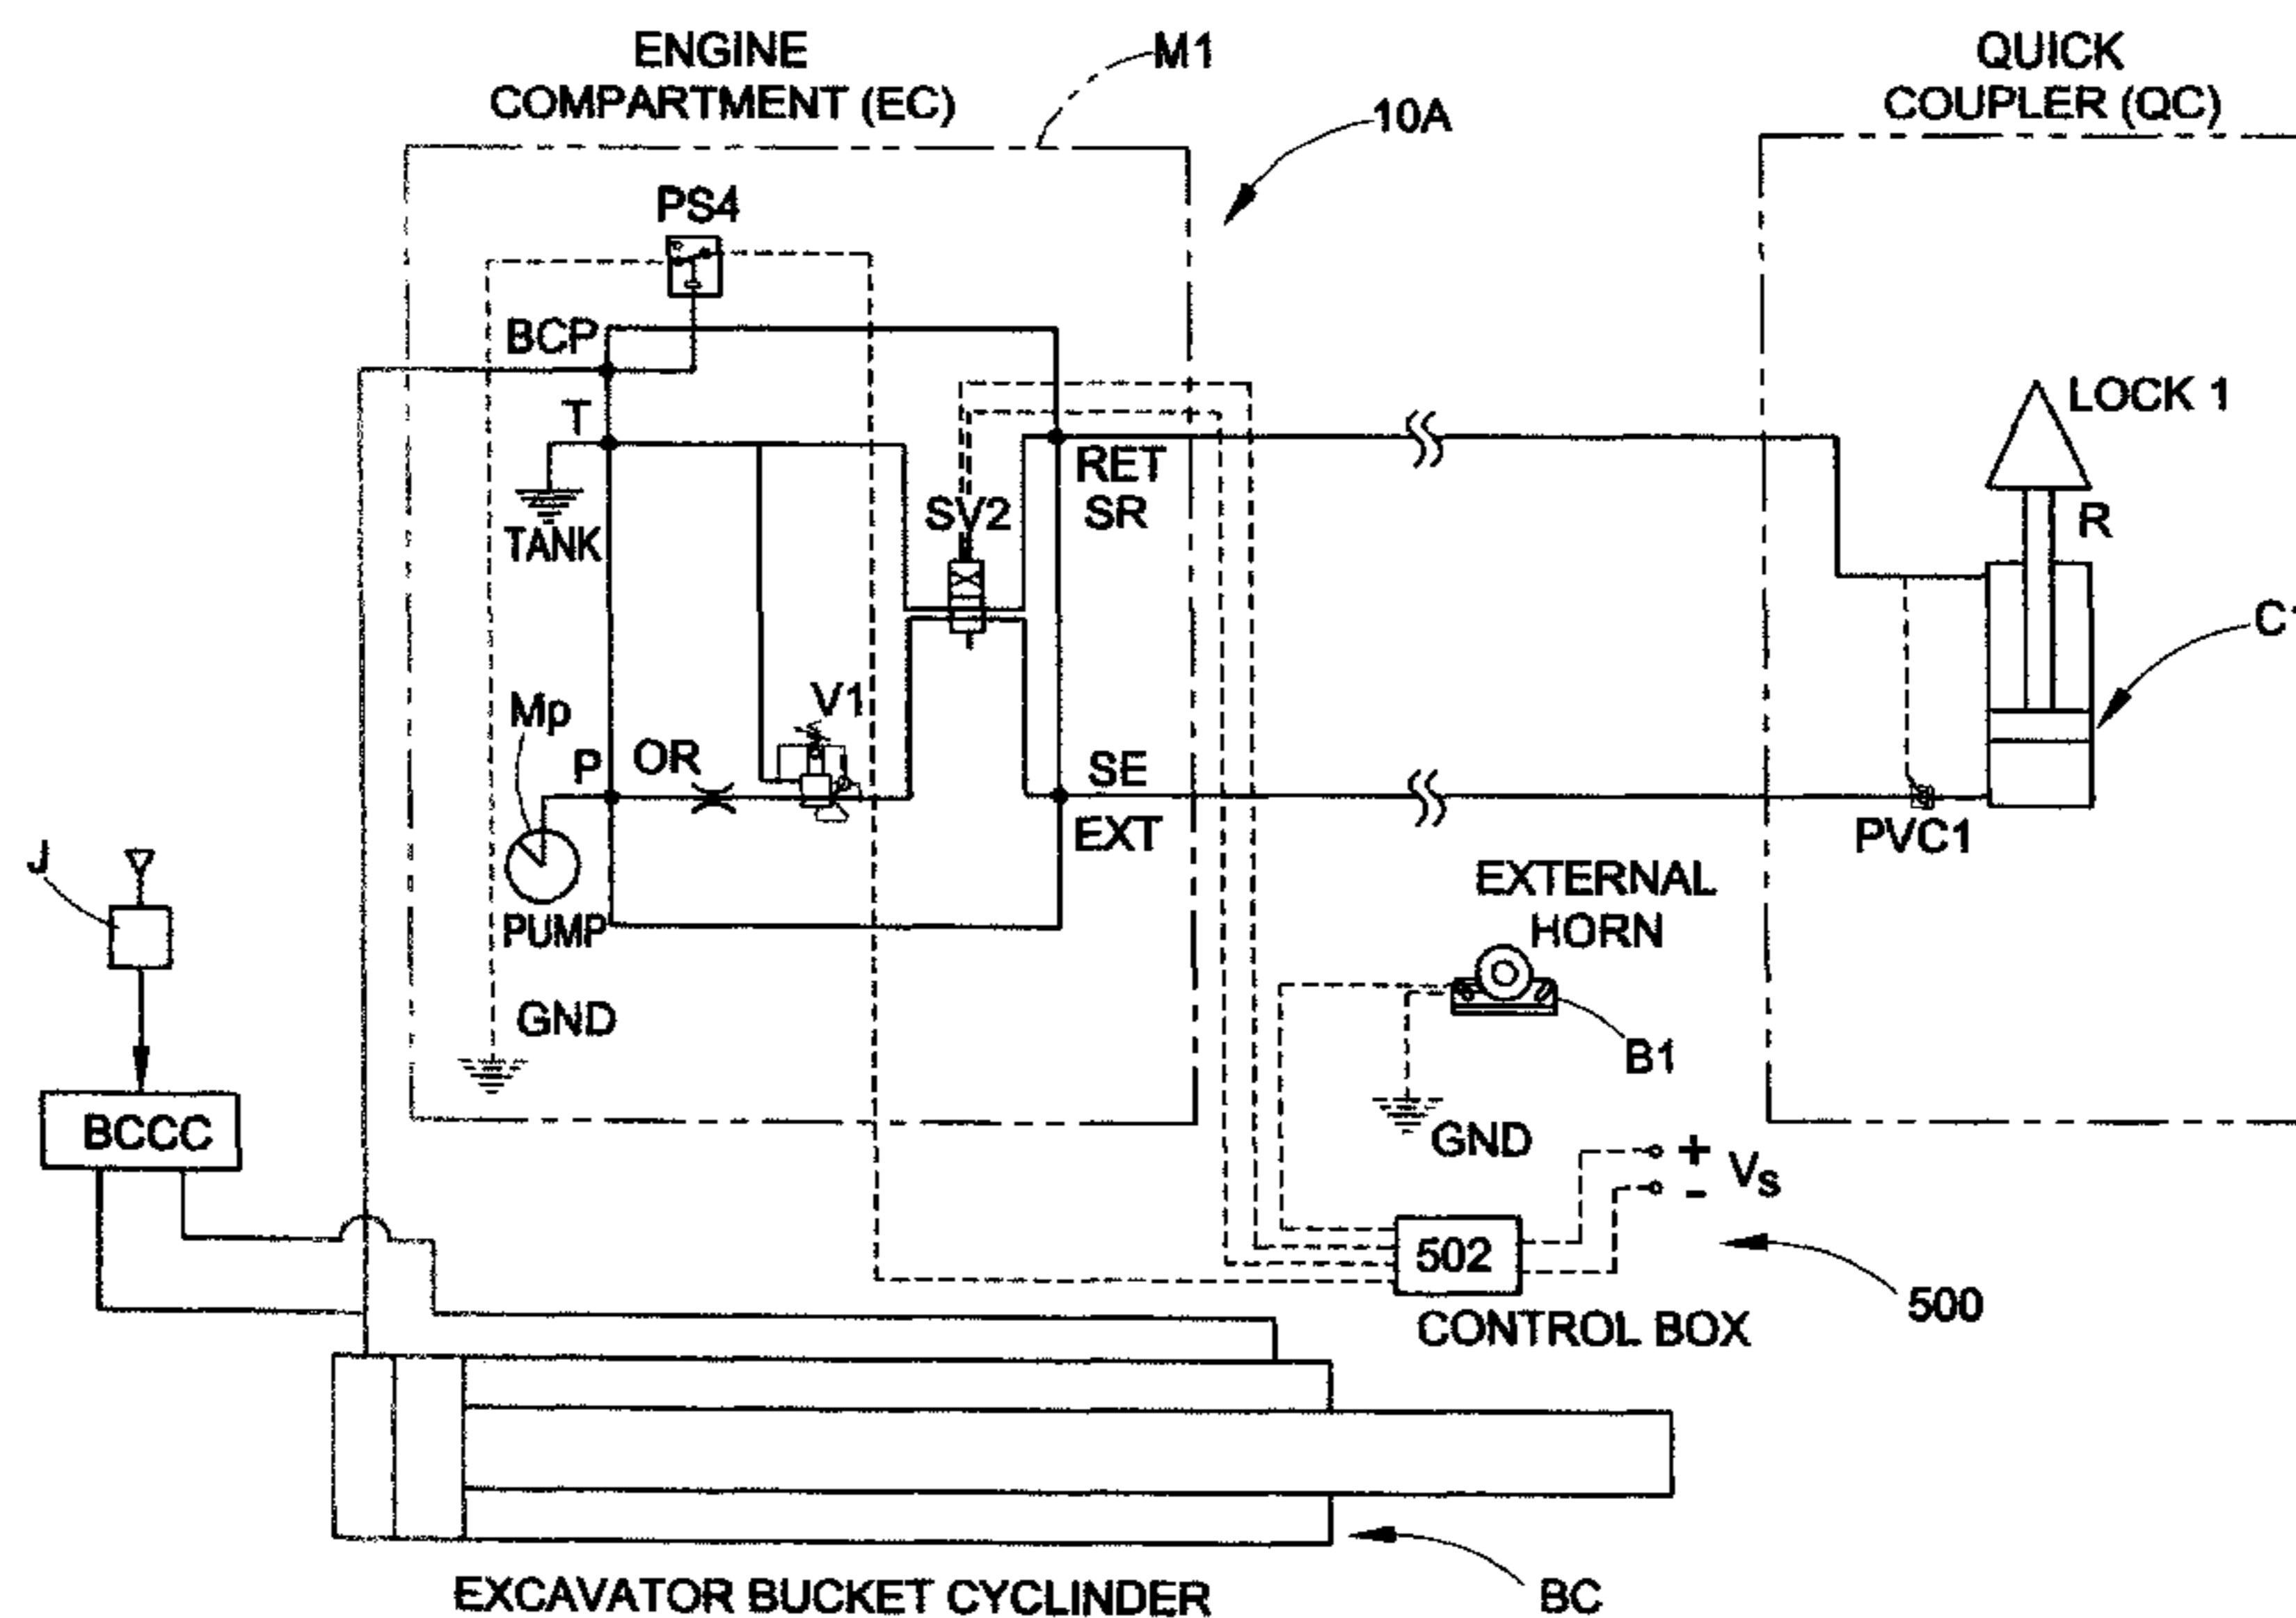 ENGINE
COMPARTMENT (EC)
M1
10A
QUICK
COUPLER (QC)
PS4
BCP
T
TANK
SV2
RET
SR
LOCK 1
R
Mp
P
OR
V1
SE
EXT
PVC1
J
PUMP
EXTERNAL
HORN
B1
GND
GND
BCCC
+
-
Vs
502
CONTROL BOX
500
EXCAVATOR BUCKET CYCLINDER
BC